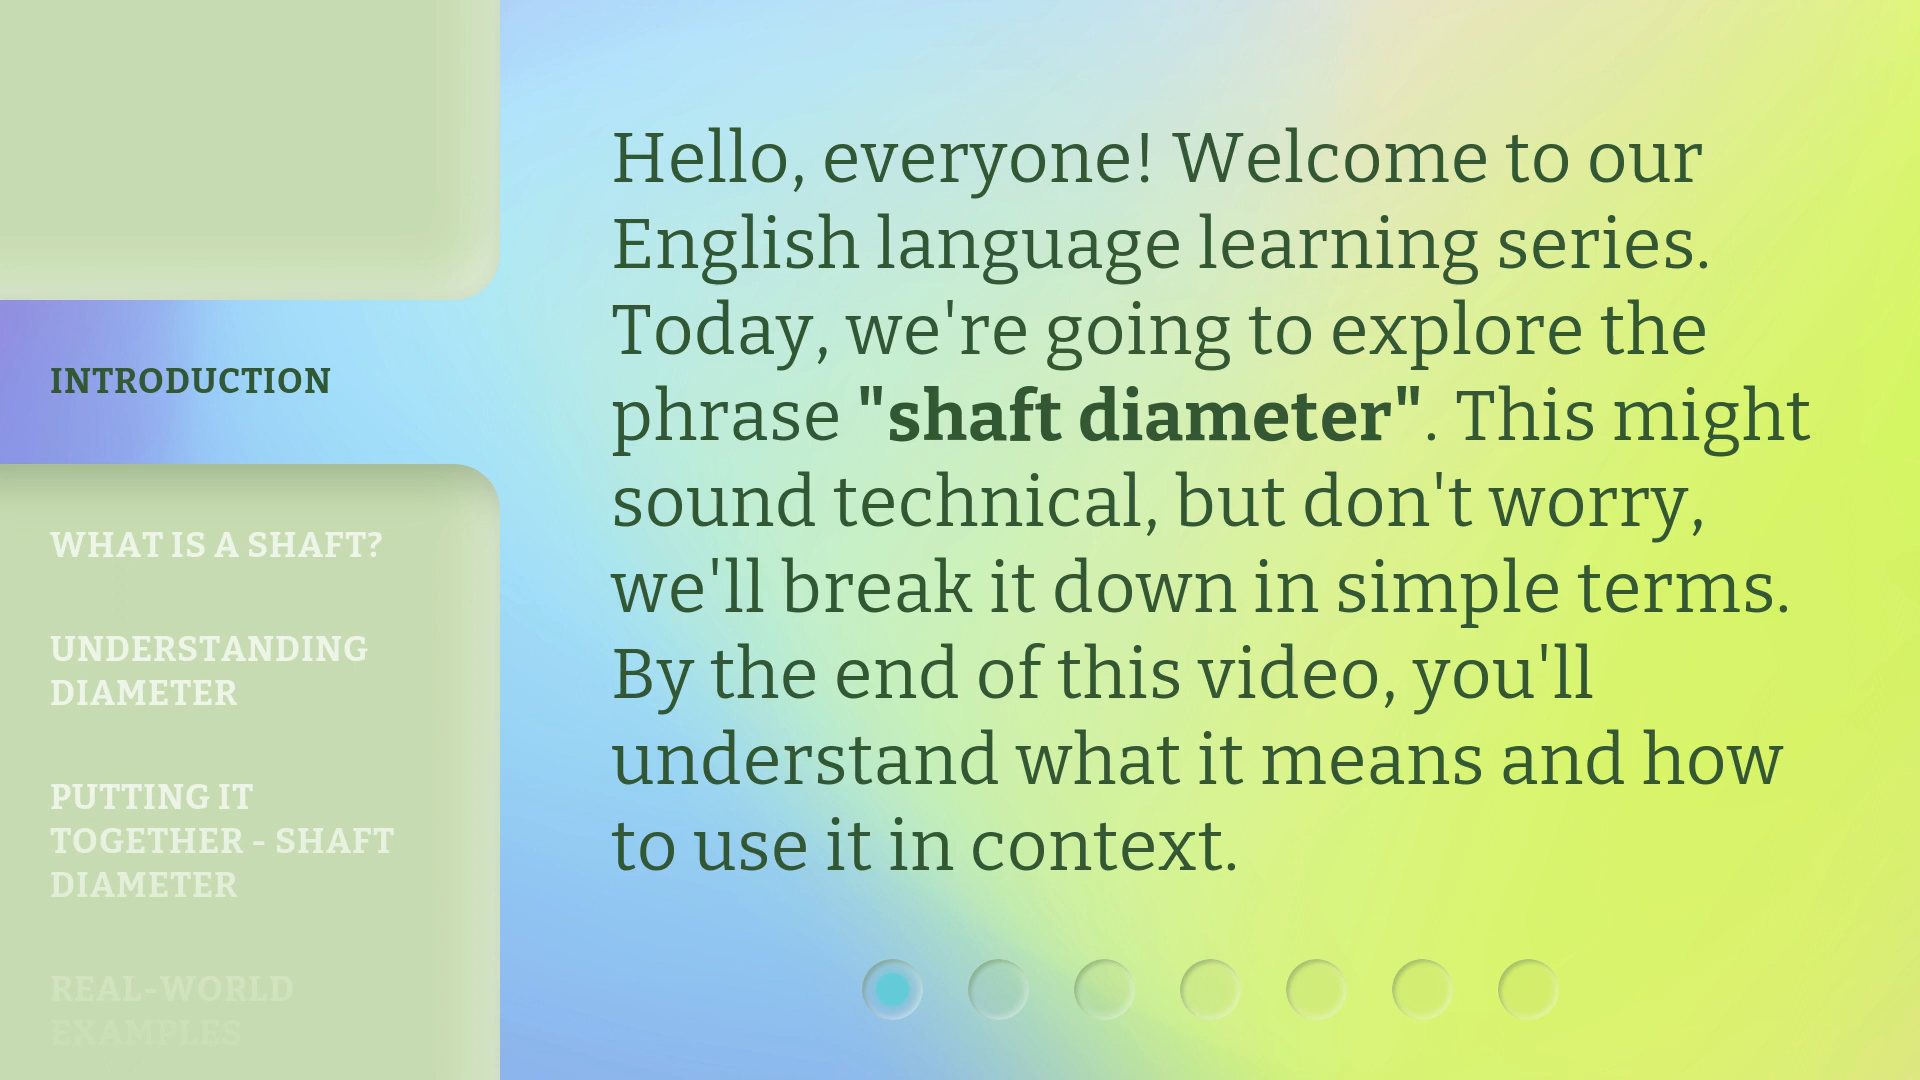 INTRODUCTION
WHAT IS A SHAFT?
UNDERSTANDING
DIAMETER
PUTTING IT
TOGETHER - SHAFT
DIAMETER
REAL-WORLD
EXAMPLES
Hello, everyone! Welcome to our
English language learning series.
Today, we're going to explore the
phrase "shaft diameter". This might
sound technical, but don't worry,
we'll break it down in simple terms.
By the end of this video, you'll
understand what it means and how
to use it in context.